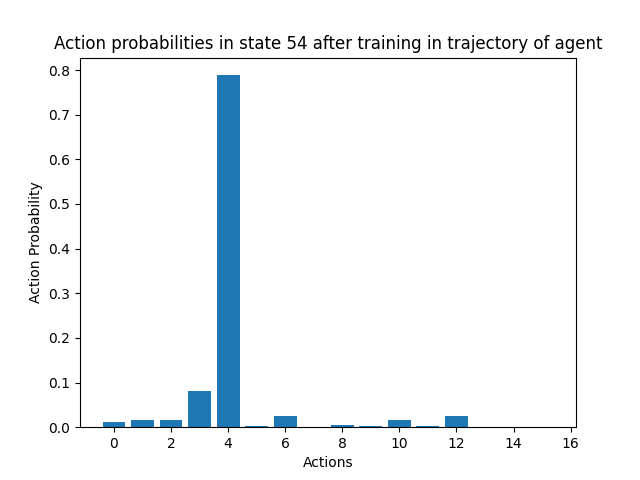 Action probabilities in state 54 after training in trajectory of agent
0.8
0.7
0.6
0.5
0.4
0.3
0.2
0.1
0.0
Action Probability
0 2 4 6 8 10 12 14 16
Actions